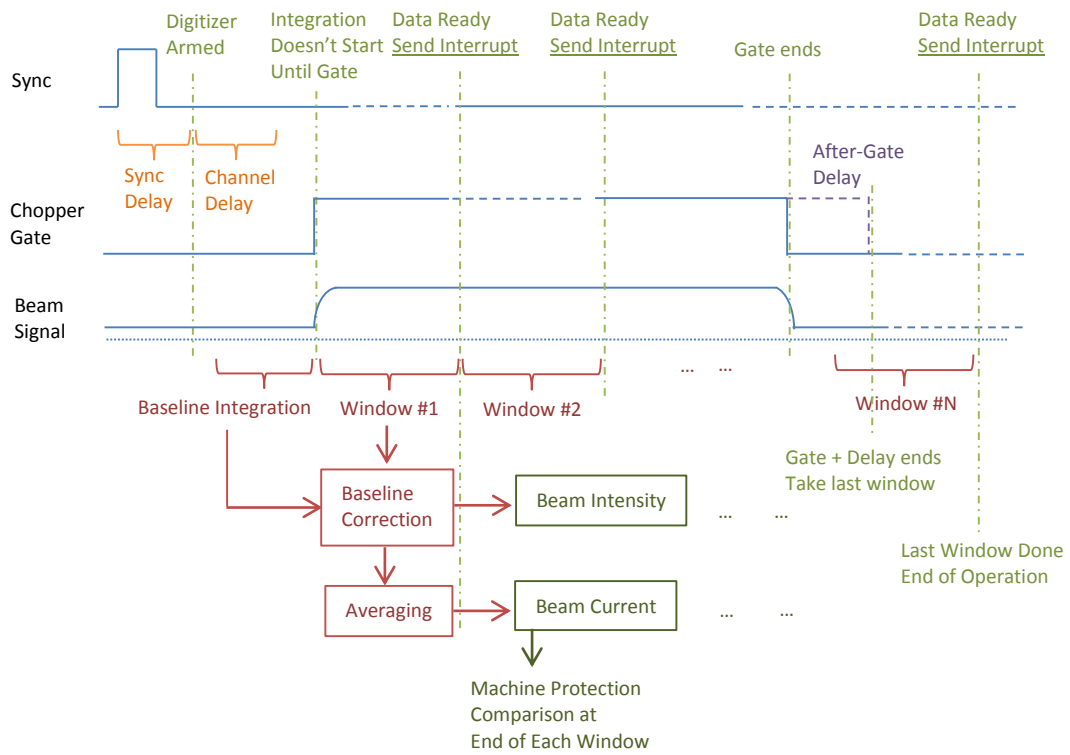 Digitizer
Armed
Integration
Doesn't Start
Until Gate
Data Ready
Send Interrupt
Data Ready
Send Interrupt
Gate ends
Data Ready
Send Interrupt
Sync
Sync
Delay
Channel
Delay
After-Gate
Delay
Chopper
Gate
Beam
Signal
... ...
Baseline Integration
Window #1
Window #2
Window #N
Gate + Delay ends
Take last window
Baseline
Correction
Beam Intensity
... ...
Last Window Done
End of Operation
Averaging
Beam Current
... ...
Machine Protection
Comparison at
End of Each Window